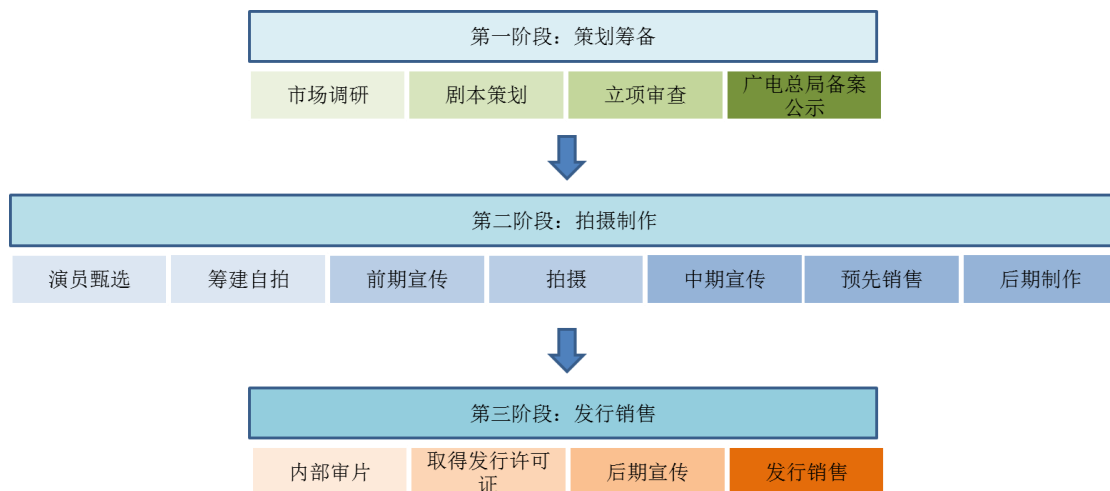 第一阶段：策划筹备
市场调研
剧本策划
立项审查
广电总局备案
公示
第二阶段：拍摄制作
演员甄选
筹建自拍
前期宣传
拍摄
中期宣传
预先销售
后期制作
第三阶段：发行销售
内部审片
取得发行许可
证
后期宣传
发行销售